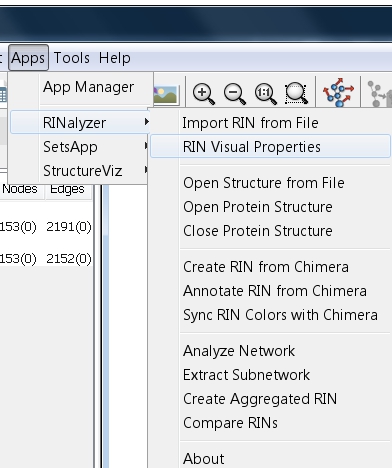 Apps Tools Help
App Manager
RINalyzer
SetsApp
StructureViz
Import RIN from File
RIN Visual Properties
Open Structure from File
Open Protein Structure
Close Protein Structure
Create RIN from Chimera
Annotate RIN from Chimera
Sync RIN Colors with Chimera
Analyze Network
Extract Subnetwork
Create Aggregated RIN
Compare RINs
About
Nodes Edges
153(0) 2191(0)
153(0) 2152(0)